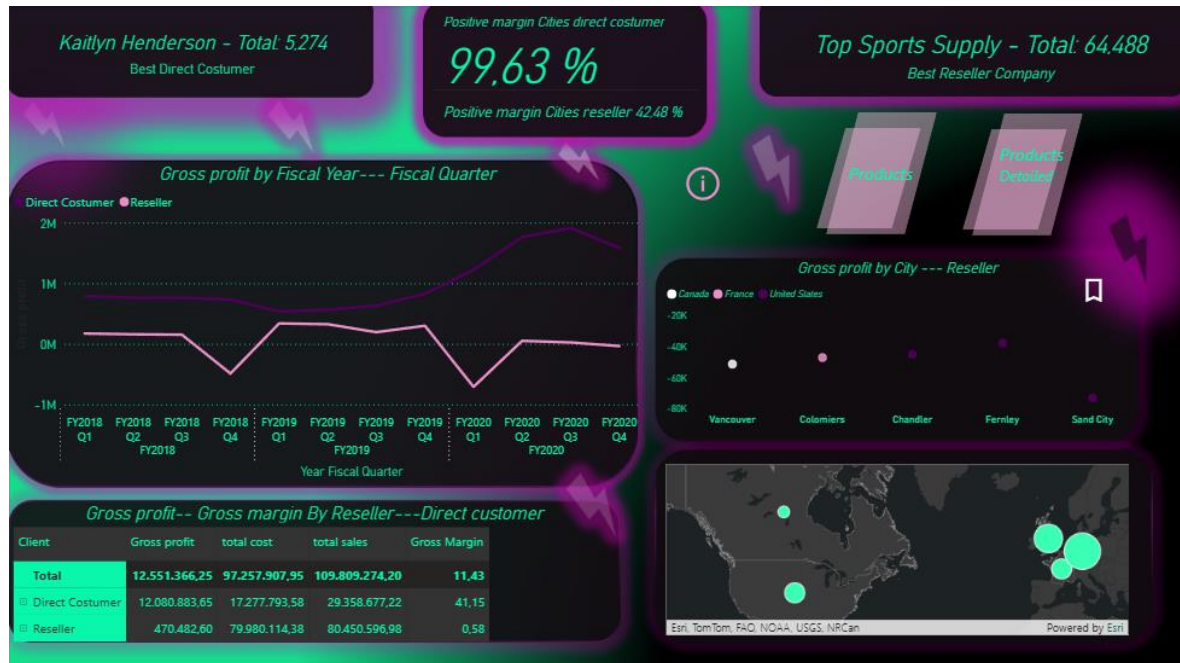 Kaitlyn Henderson - Total: 5,274
Best Direct Costumer
Positive margin Cities direct costumer
99,63 %
Positive margin Cities reseller 42,48 %
Top Sports Supply - Total: 64,488
Best Reseller Company
Products
Products
Detailed
Gross profit by Fiscal Year--- Fiscal Quarter
Direct Costumer Reseller
2M
1M
0M
-1M
FY2018 FY2018 FY2018 FY2018 FY2019 FY2019 FY2019 FY2019 FY2020 FY2020 FY2020 FY2020
Q1 Q2 Q3 Q4 Q1 Q2 Q3 Q4 Q1 Q2 Q3 Q4
FY2018 FY2019 FY2020
Year Fiscal Quarter
Gross profit by City --- Reseller
Canada France United States
-20K
-40K
-60K
-80K
Vancouver Colomiers Chandler Fernley Sand City
Gross profit-- Gross margin By Reseller---Direct customer
Client Gross profit total cost total sales Gross Margin
Total 12.551.366,25 97.257.907,95 109.809.274,20 11,43
Direct Costumer 12.080.883,65 17.277.793,58 29.358.677,22 41,15
Reseller 470.482,60 79.980.114,38 80.450.596,98 0,58
Esri, TomTom, FAO, NOAA, USGS, NRCan Powered by Esri